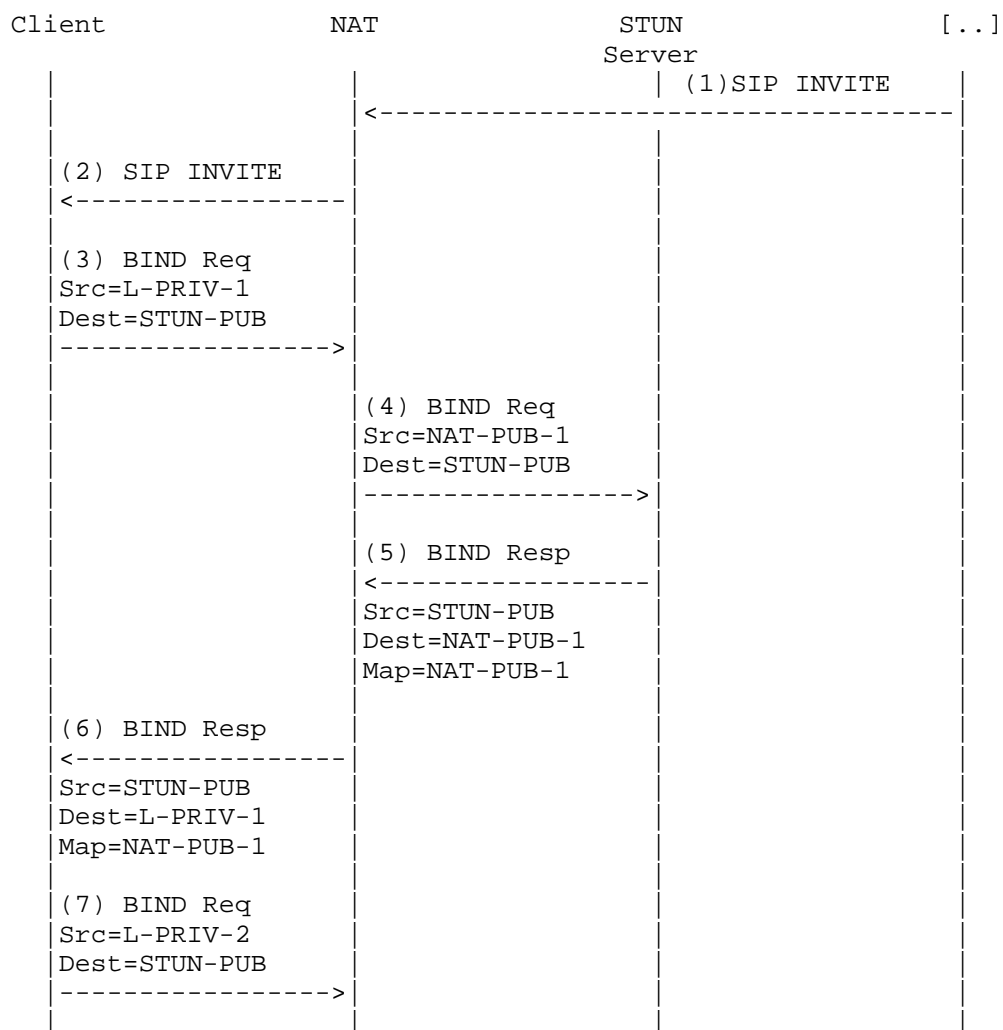 Client NAT STUN [..]
Server
(1)SIP INVITE
(2) SIP INVITE
(3) BIND Req
Src=L-PRIV-1
Dest=STUN-PUB
(4) BIND Req
Src=NAT-PUB-1
Dest=STUN-PUB
(5) BIND Resp
Src=STUN-PUB
Dest=NAT-PUB-1
Map=NAT-PUB-1
(6) BIND Resp
Src=STUN-PUB
Dest=L-PRIV-1
Map=NAT-PUB-1
(7) BIND Req
Src=L-PRIV-2
Dest=STUN-PUB